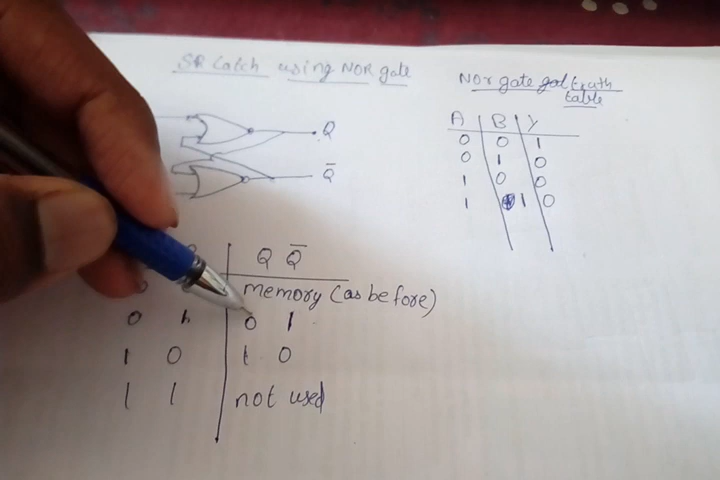 SR Latch using NOR gate
Q
Q̅
Q Q̅
0 memory (as before)
0 1 0 1
1 0 1 0
1 1 not used
NOr gate truth
table
A B Y
0 0 1
0 1 0
1 0 0
1 1 0